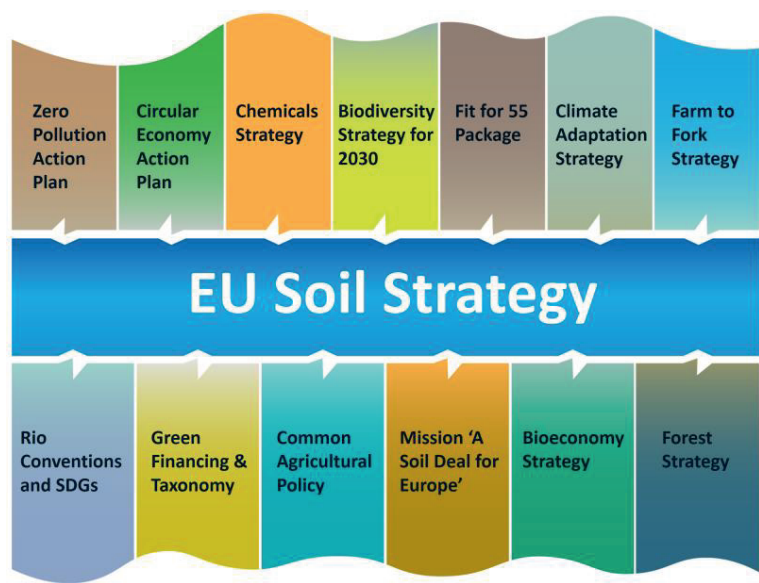 Zero
Pollution
Action
Plan
Circular
Economy
Action
Plan
Chemicals
Strategy
Biodiversity
Strategy for
2030
Fit for 55
Package
Climate
Adaptation
Strategy
Farm to
Fork
Strategy
EU Soil Strategy
Rio
Conventions
and SDGs
Green
Financing &
Taxonomy
Common
Agricultural
Policy
Mission ‘A
Soil Deal for
Europe’
Bioeconomy
Strategy
Forest
Strategy